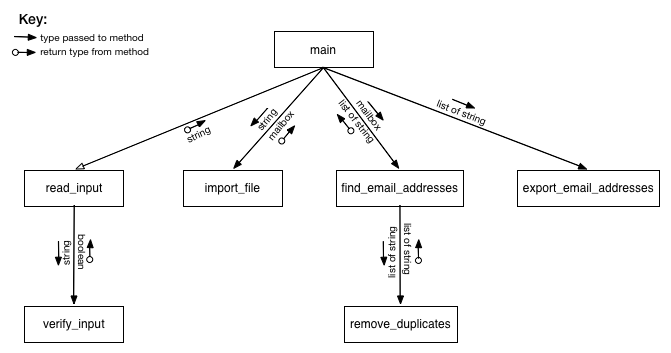 Key:
type passed to method
return type from method
main
string
string
mailbox
mailbox
list of string
list of string
read_input
import_file
find_email_addresses
export_email_addresses
string
boolean
list of string
list of string
verify_input
remove_duplicates